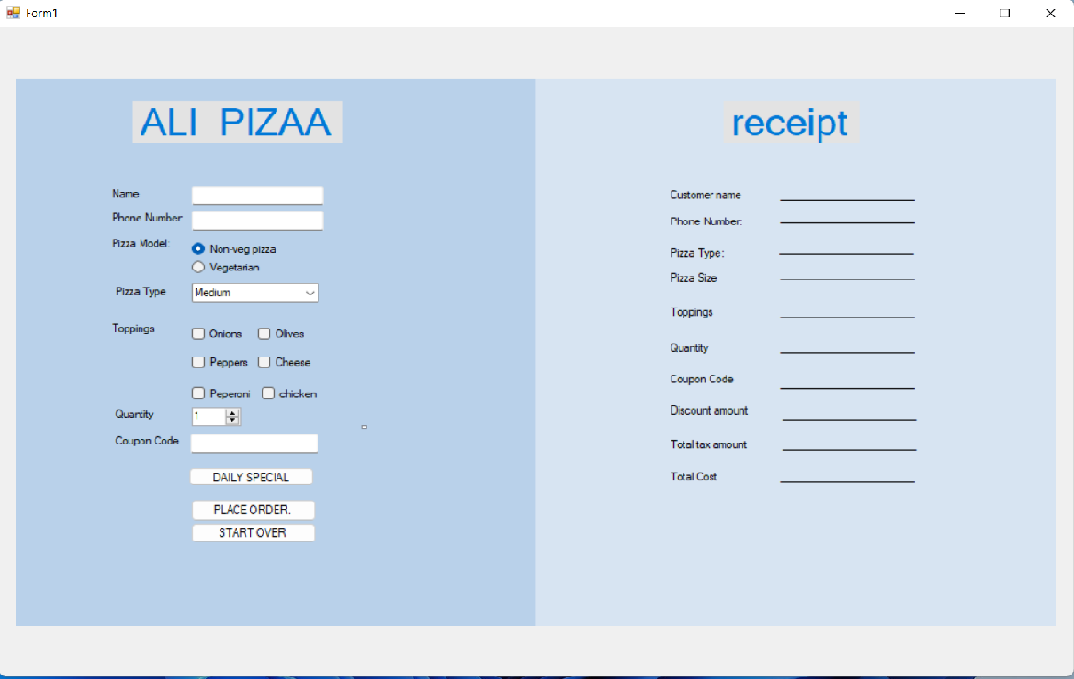 Form1
ALI PIZAA
Name
Phone Number:
Pizza Model:
Non-veg pizza
Vegetarian
Pizza Type
Medium
Toppings
Onions Olives
Peppers Cheese
Peperoni chicken
Quantity
1
Coupon Code
DAILY SPECIAL
PLACE ORDER.
START OVER
receipt
Customer name
Phone Number:
Pizza Type:
Pizza Size
Toppings
Quantity
Coupon Code
Discount amount
Total tax amount
Total Cost